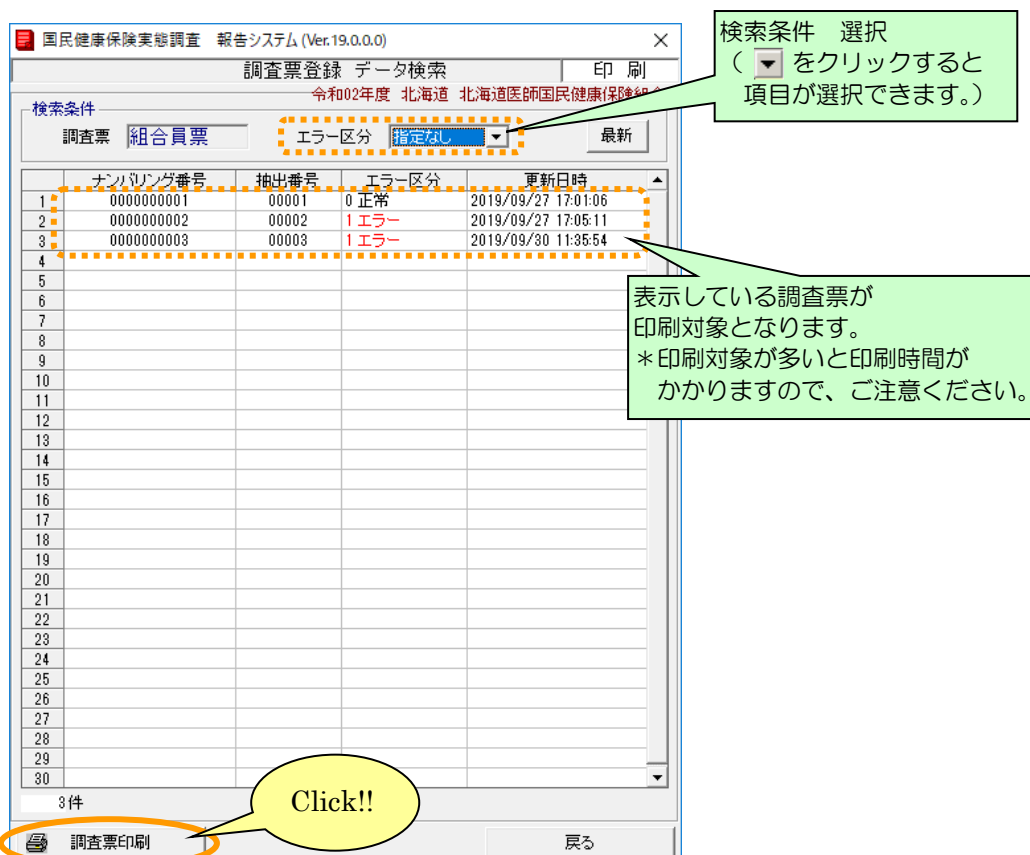 国民健康保険実態調査 報告システム (Ver.19.0.0.0)
調査票登録 データ検索
印 刷
令和02年度 北海道 北海道医師国民健康保険組合
検索条件
調査票 組合員票
エラー区分 指定なし
最新
検索条件 選択
( をクリックすると
項目が選択できます。)
ナンバリング番号 抽出番号 エラー区分 更新日時
1 0000000001 00001 0 正常 2019/09/27 17:01:06
2 0000000002 00002 1 エラー 2019/09/27 17:05:11
3 0000000003 00003 1 エラー 2019/09/30 11:35:54
4
5
6
7
8
9
10
11
12
13
14
15
16
17
18
19
20
21
22
23
24
25
26
27
28
29
30
表示している調査票が
印刷対象となります。
*印刷対象が多いと印刷時間が
かかりますので、ご注意ください。
3件
Click!!
調査票印刷
戻る